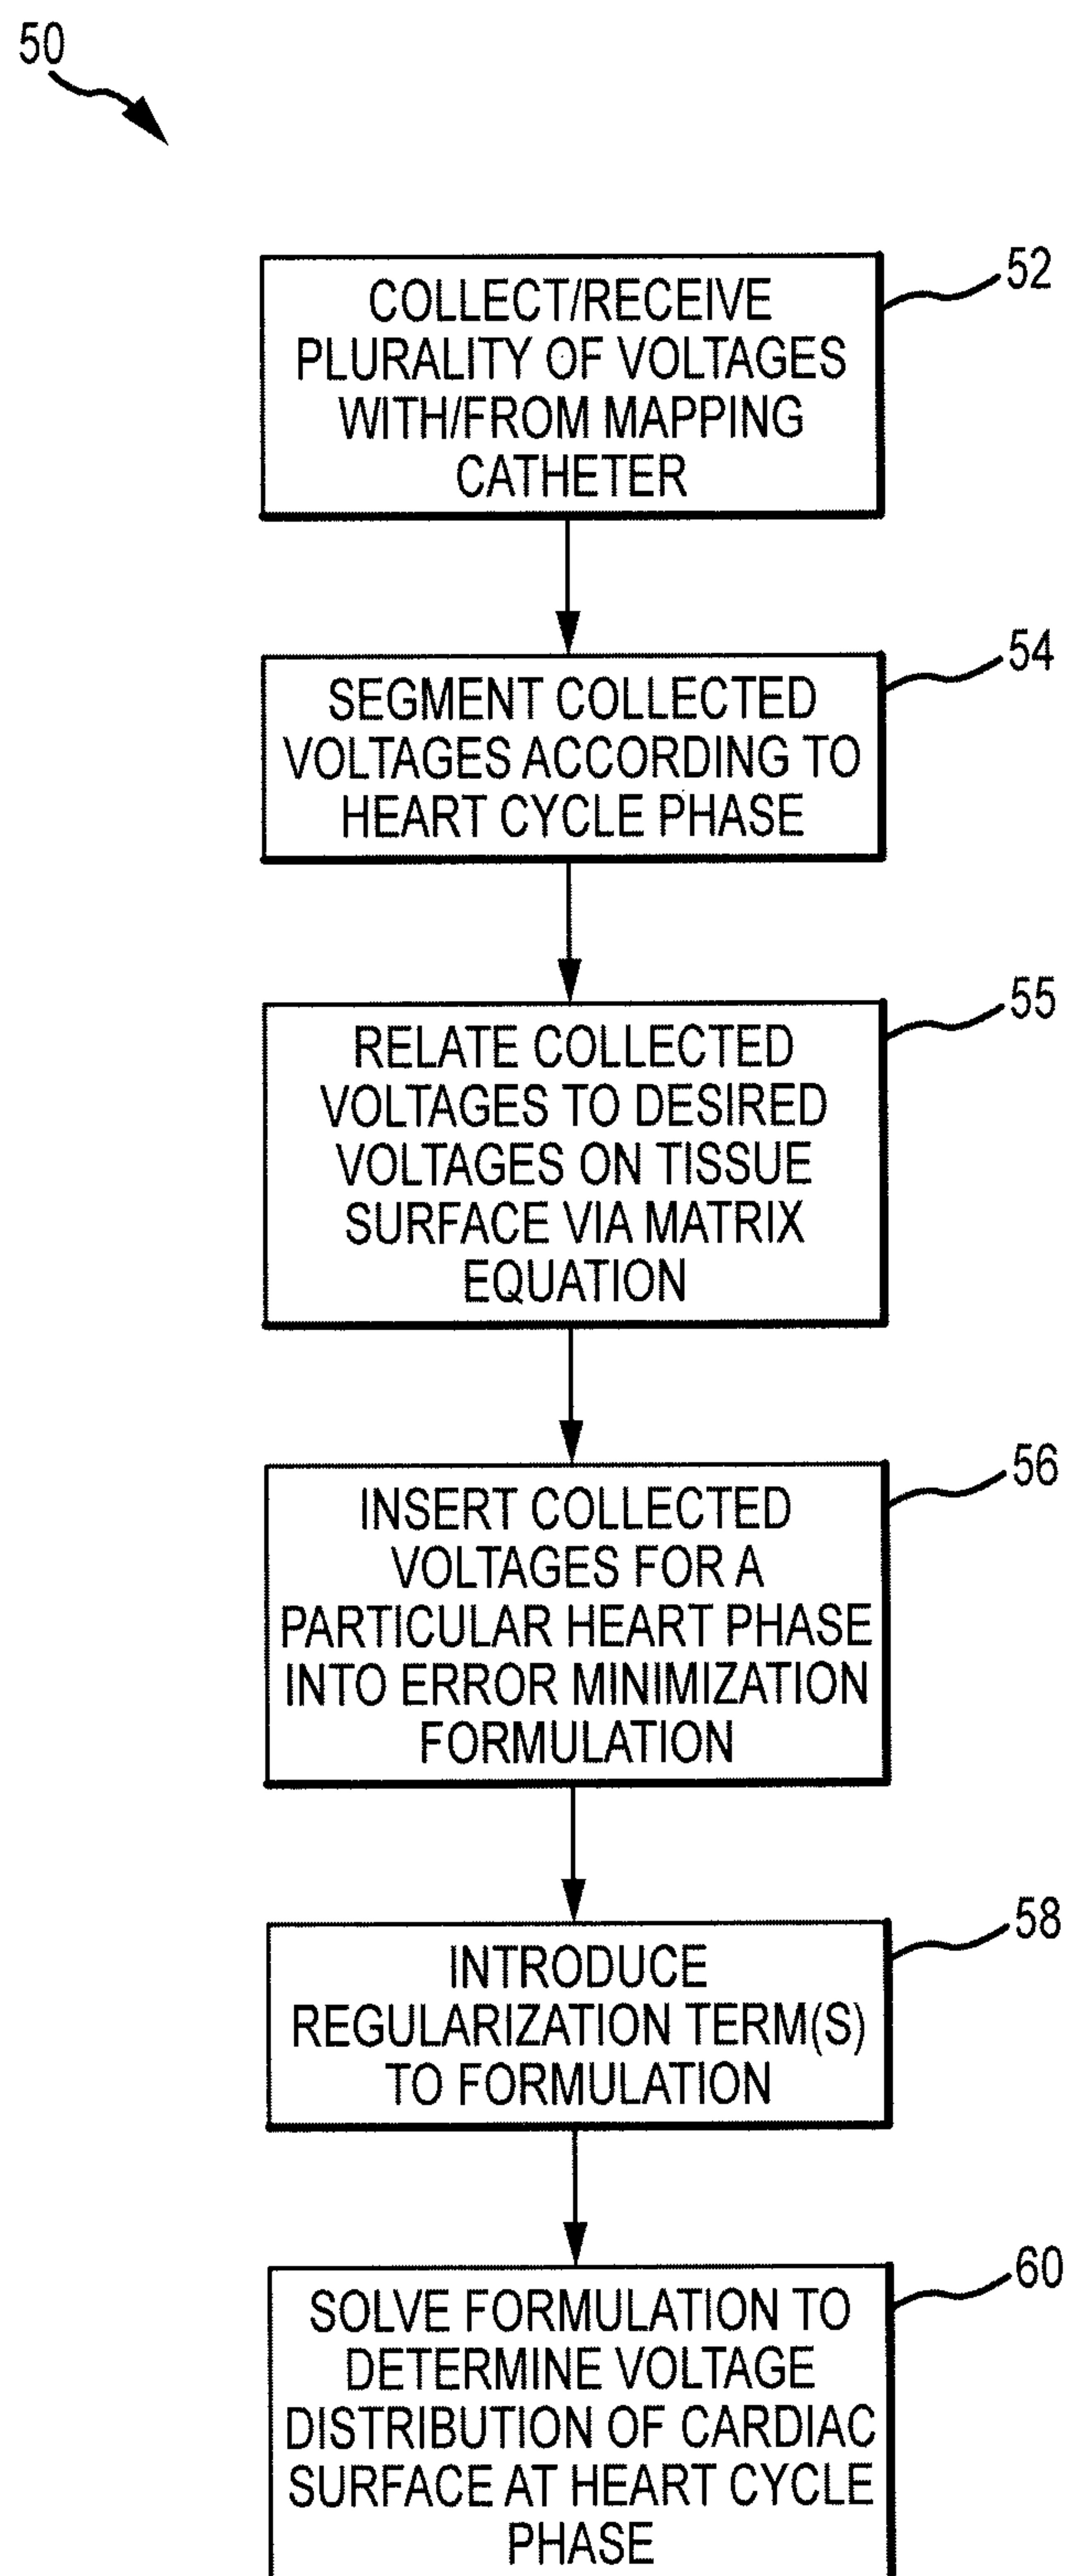 50
52
COLLECT/RECEIVE
PLURALITY OF VOLTAGES
WITH/FROM MAPPING
CATHETER
54
SEGMENT COLLECTED
VOLTAGES ACCORDING TO
HEART CYCLE PHASE
55
RELATE COLLECTED
VOLTAGES TO DESIRED
VOLTAGES ON TISSUE
SURFACE VIA MATRIX
EQUATION
56
INSERT COLLECTED
VOLTAGES FOR A
PARTICULAR HEART PHASE
INTO ERROR MINIMIZATION
FORMULATION
58
INTRODUCE
REGULARIZATION TERM(S)
TO FORMULATION
60
SOLVE FORMULATION TO
DETERMINE VOLTAGE
DISTRIBUTION OF CARDIAC
SURFACE AT HEART CYCLE
PHASE